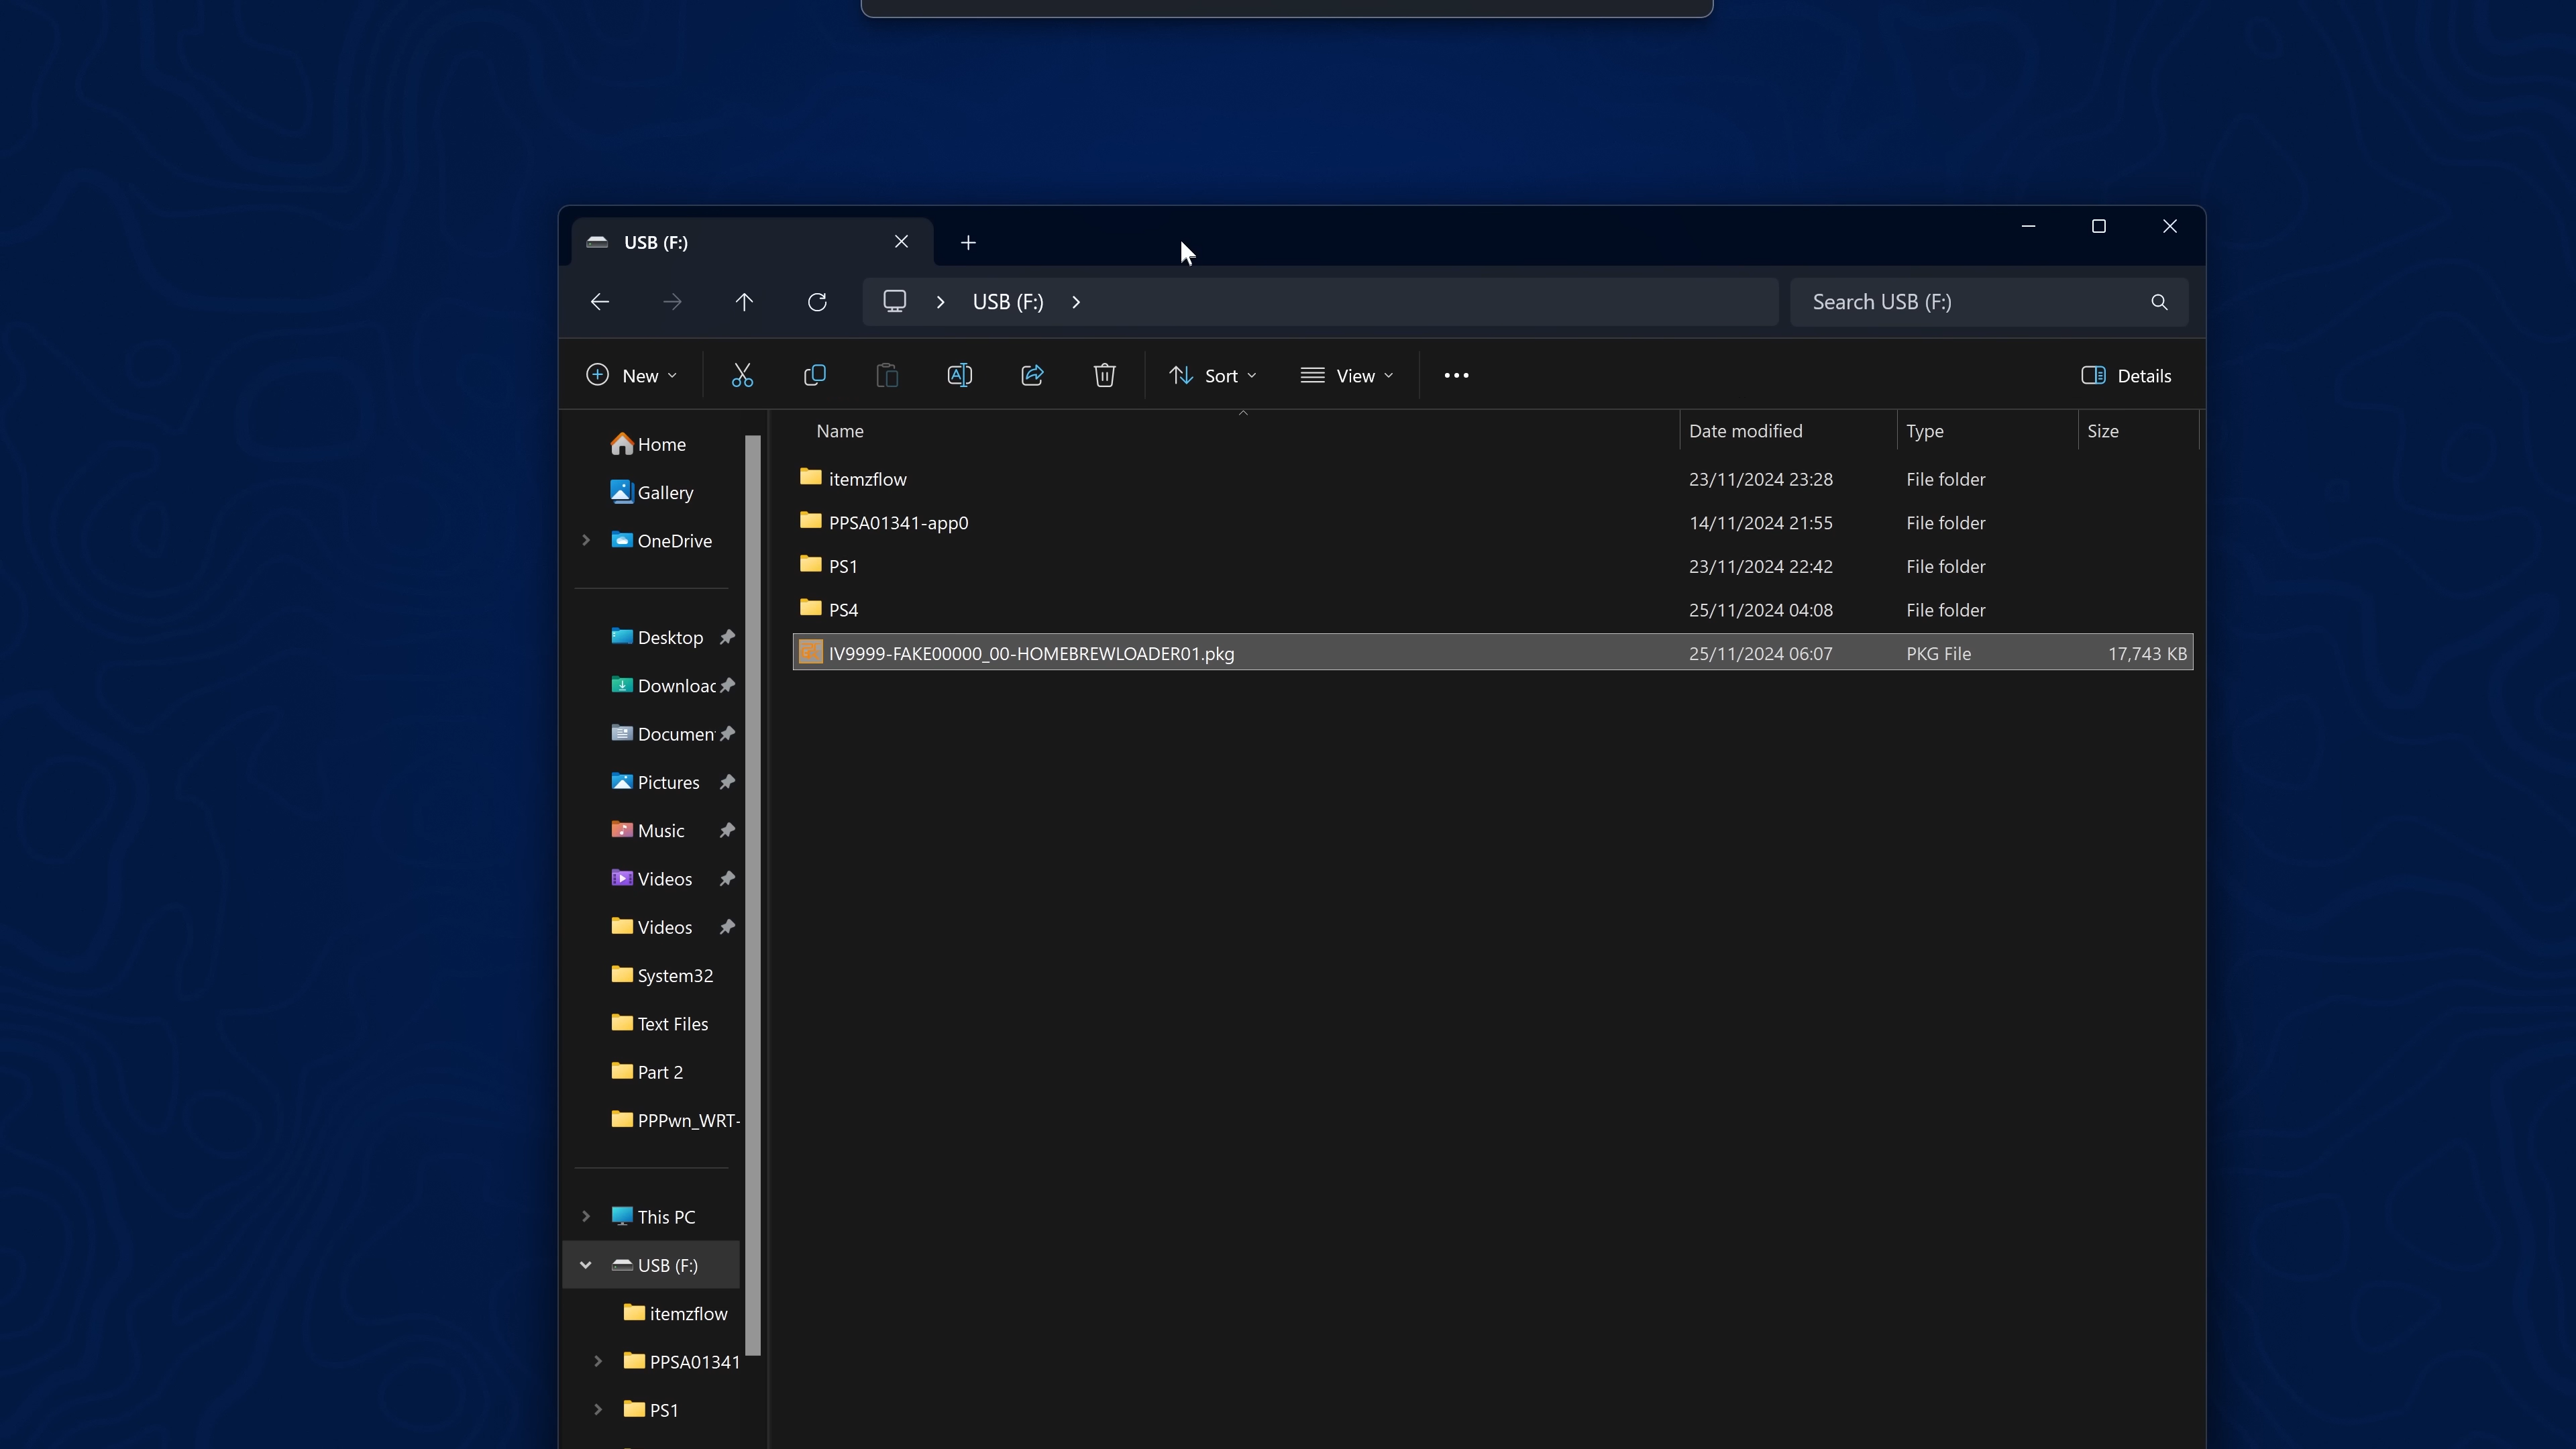 USB (F:)
USB (F:)
Search USB (F:)
New
Sort
View
Details
Name Date modified Type Size
itemzflow 23/11/2024 23:28 File folder
PPSA01341-app0 14/11/2024 21:55 File folder
PS1 23/11/2024 22:42 File folder
PS4 25/11/2024 04:08 File folder
IV9999-FAKE00000_00-HOMEBREWLOADER01.pkg 25/11/2024 06:07 PKG File 17,743 KB
Home
Gallery
OneDrive
Desktop
Downloac
Documen
Pictures
Music
Videos
Videos
System32
Text Files
Part 2
PPPwn_WRT-
This PC
USB (F:)
itemzflow
PPSA01341
PS1